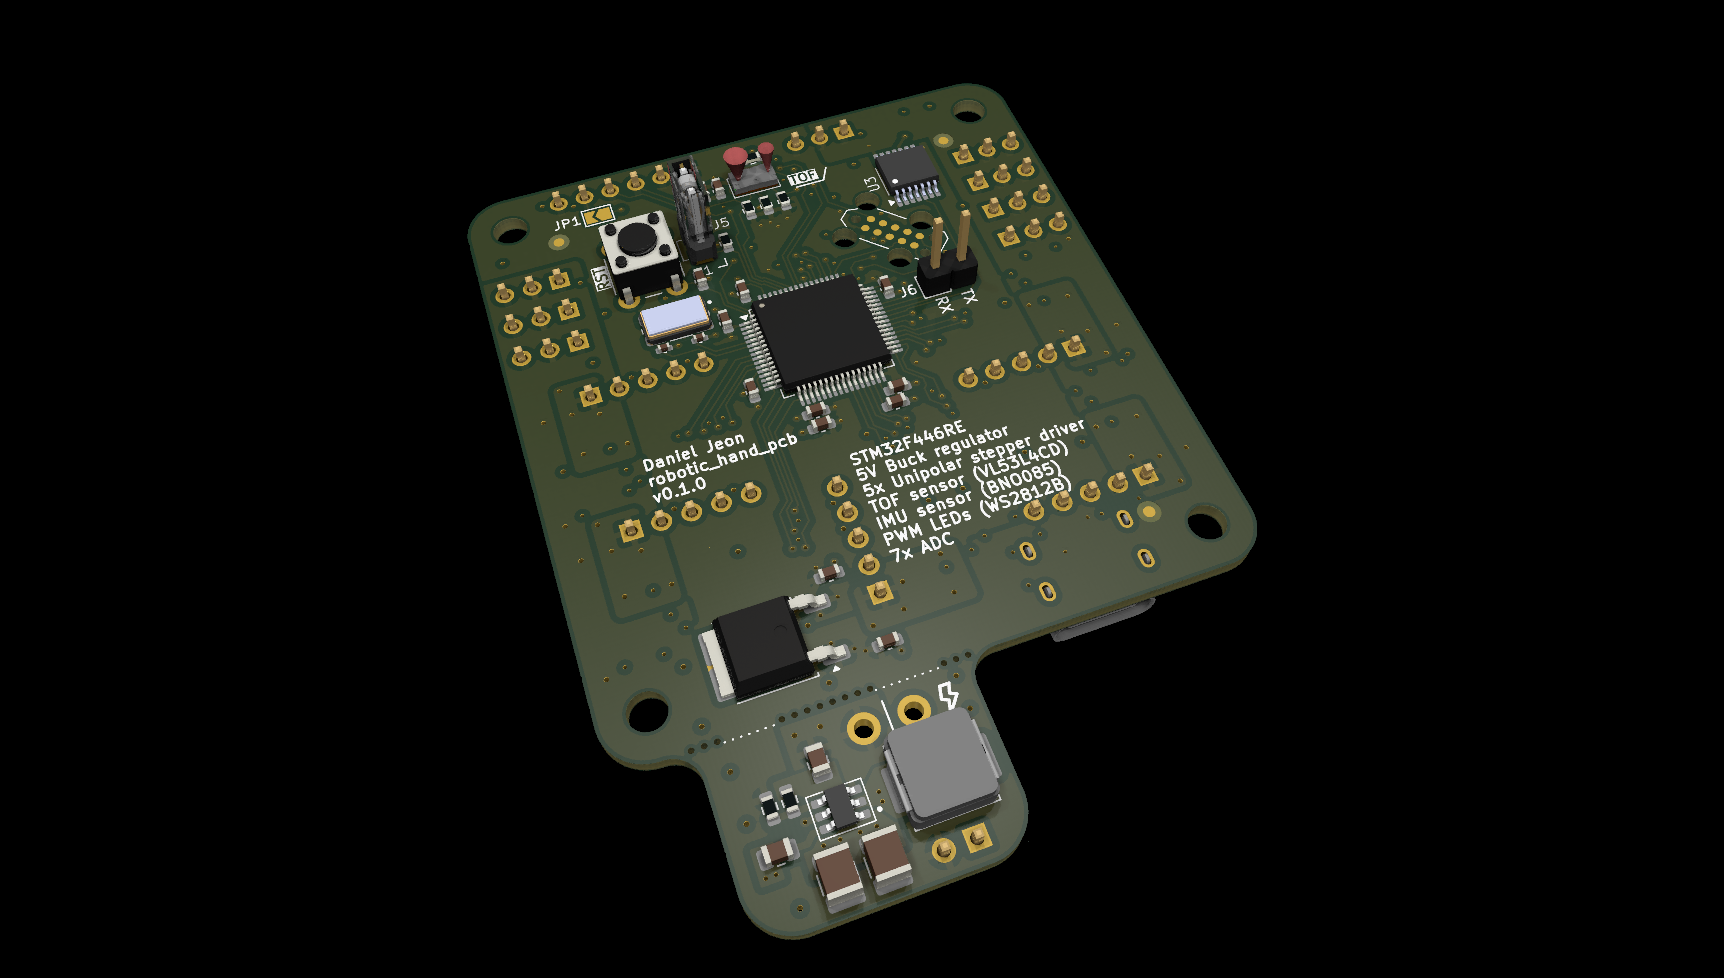 TOF
U3
JP1
J5
RST
1
J6
RX
TX
Daniel Jeon
robotic_hand_pcb
v0.1.0
STM32F446RE
5V Buck regulator
5x Unipolar stepper driver
TOF sensor (VL53L4CD)
IMU sensor (BNO085)
PWM LEDs (WS2812B)
7x ADC